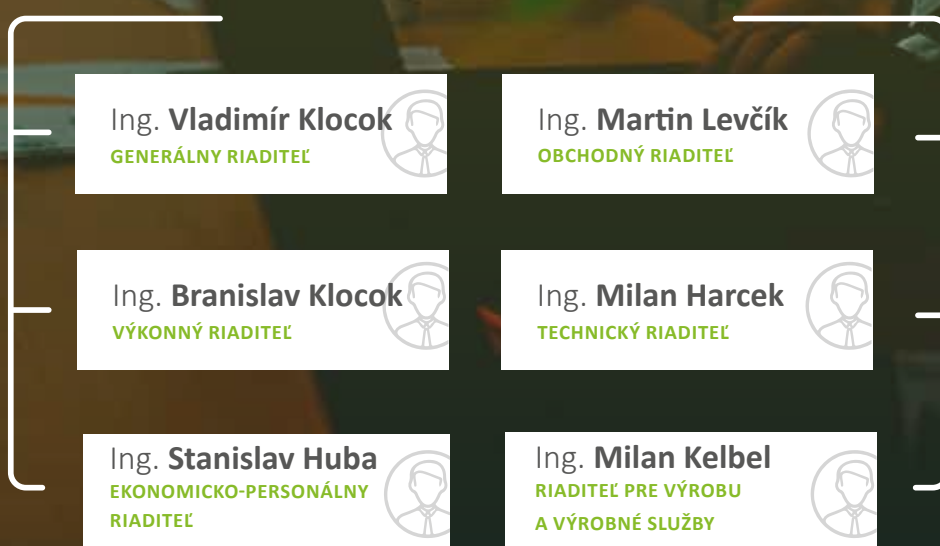 Ing. Vladimír Klocok
GENERÁLNY RIADITEĽ
Ing. Martin Levčík
OBCHODNÝ RIADITEĽ
Ing. Branislav Klocok
VÝKONNÝ RIADITEĽ
Ing. Milan Harcek
TECHNICKÝ RIADITEĽ
Ing. Stanislav Huba
EKONOMICKO-PERSONÁLNY
RIADITEĽ
Ing. Milan Kelbel
RIADITEĽ PRE VÝROBU
A VÝROBNÉ SLUŽBY